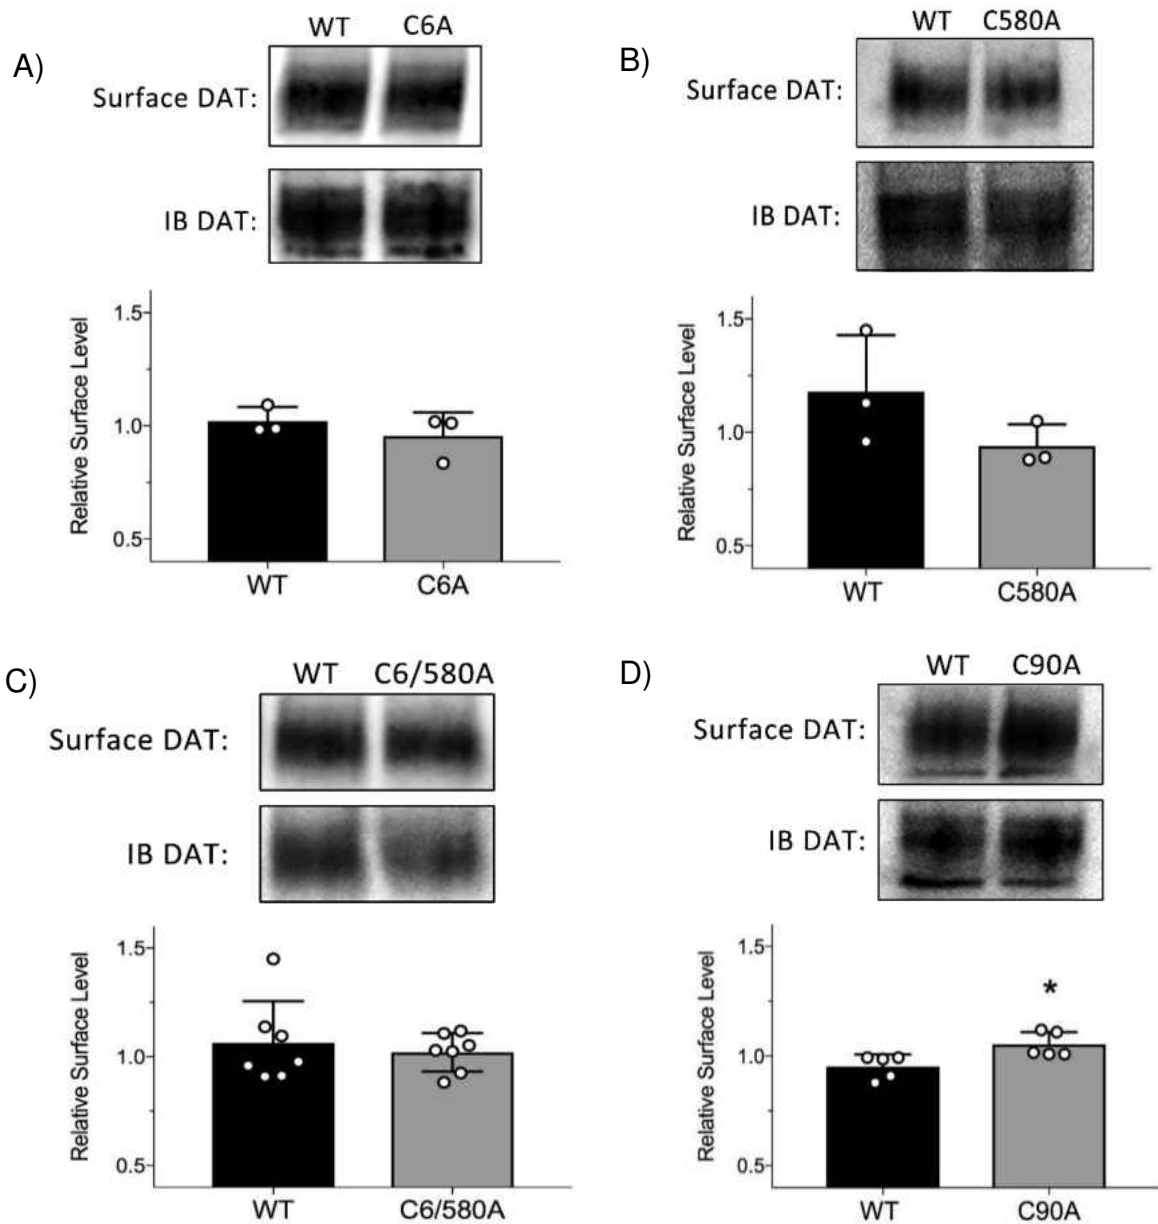 A)
WT C6A
Surface DAT:
IB DAT:
Relative Surface Level
1.5
1.0
0.5
WT C6A
B)
WT C580A
Surface DAT:
IB DAT:
Relative Surface Level
1.5
1.0
0.5
WT C580A
C)
WT C6/580A
Surface DAT:
IB DAT:
Relative Surface Level
1.5
1.0
0.5
WT C6/580A
D)
WT C90A
Surface DAT:
IB DAT:
Relative Surface Level
1.5
1.0
0.5
*
WT C90A